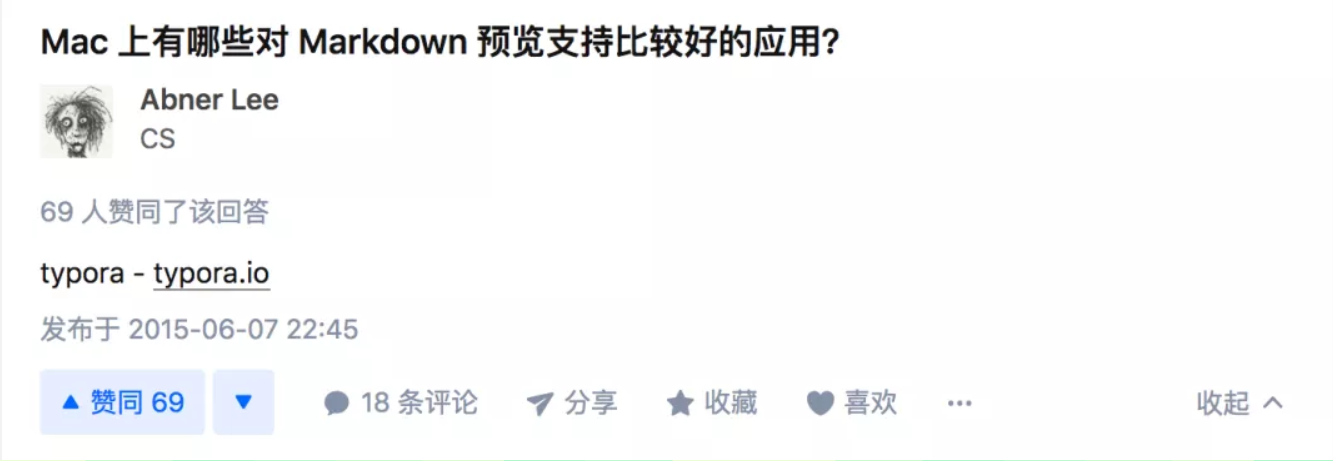 Mac 上有哪些对 Markdown 预览支持比较好的应用？
Abner Lee
CS
69 人赞同了该回答
typora - typora.io
发布于 2015-06-07 22:45
赞同 69 18 条评论 分享 收藏 喜欢 ··· 收起